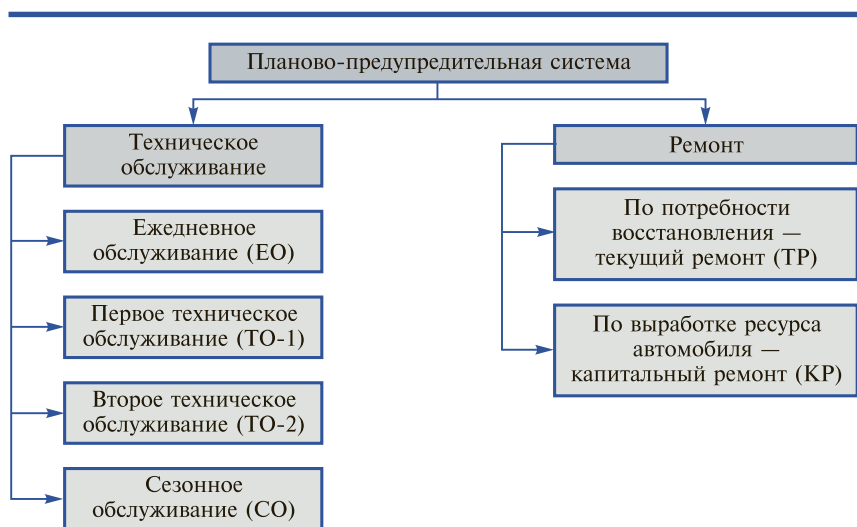 Планово-предупредительная система
Техническое
обслуживание
Ежедневное
обслуживание (ЕО)
Первое техническое
обслуживание (ТО-1)
Второе техническое
обслуживание (ТО-2)
Сезонное
обслуживание (СО)
Ремонт
По потребности
восстановления —
текущий ремонт (ТР)
По выработке ресурса
автомобиля —
капитальный ремонт (КР)